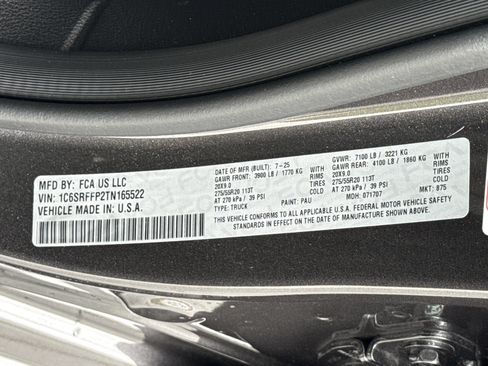 MFD BY: FCA US LLC
VIN: 1C6SRFFP2TN165522
VEHICLE MADE IN U.S.A.
DATE OF MFR (BUILT): 7-25
GAWR FRONT: 3900 LB / 1770 KG
WITH
20X9.0 RIMS
275/55R20 113T TIRES
AT 270 kPa / 39 PSI COLD
TYPE: TRUCK PAINT: PAU
GVWR: 7100 LB / 3221 KG
GAWR REAR: 4100 LB / 1860 KG
WITH
20X9.0 RIMS
275/55R20 113T TIRES
AT 270 kPa / 39 PSI COLD
MDH: 071707 MKT: 875
THIS VEHICLE CONFORMS TO ALL APPLICABLE U.S.A. FEDERAL MOTOR VEHICLE SAFETY
STANDARDS IN EFFECT ON THE DATE OF MANUFACTURE SHOWN ABOVE.